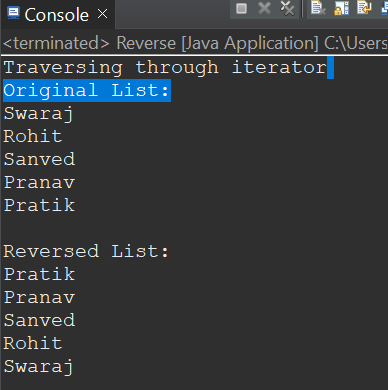 Console
<terminated> Reverse [Java Application] C:\Users
Traversing through iterator
Original List:
Swaraj
Rohit
Sanved
Pranav
Pratik
Reversed List:
Pratik
Pranav
Sanved
Rohit
Swaraj